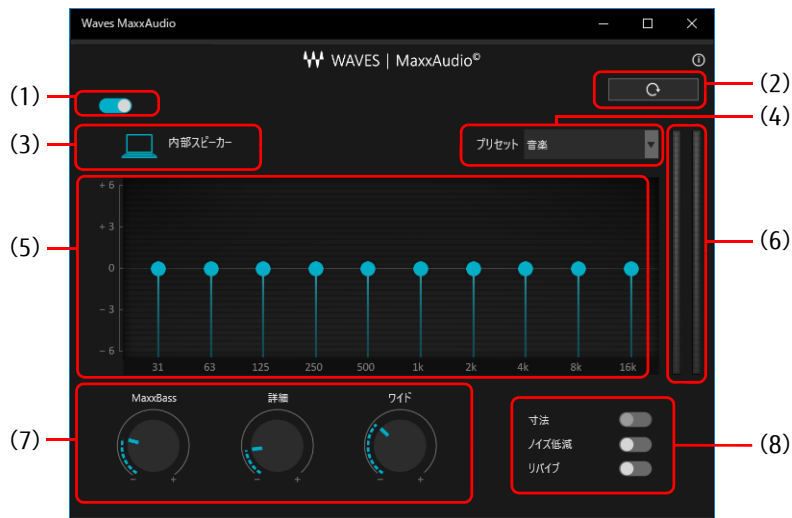 Waves MaxxAudio
WAVES | MaxxAudio©
(1)
(2)
(3)
内部スピーカー
(4)
プリセット 音楽
(5)
+ 6
+ 3
0
- 3
- 6
31 63 125 250 500 1k 2k 4k 8k 16k
(6)
(7)
MaxxBass 詳細 ワイド
- + - + - +
寸法
ノイズ低減
リバイブ
(8)